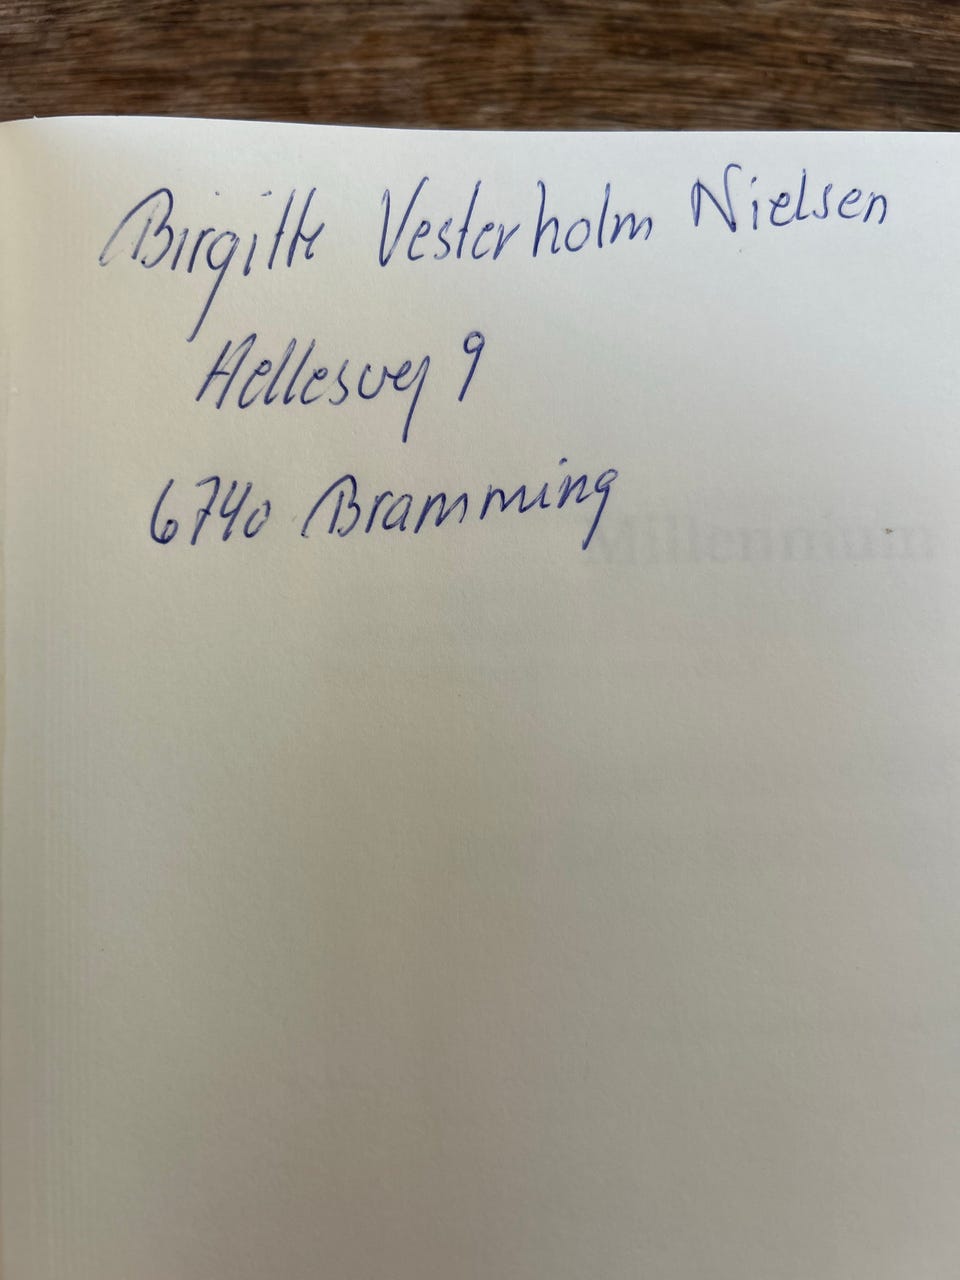 Birgitte Vesterholm Nielsen
Hellesvej 9
6740 Bramming
Millennium